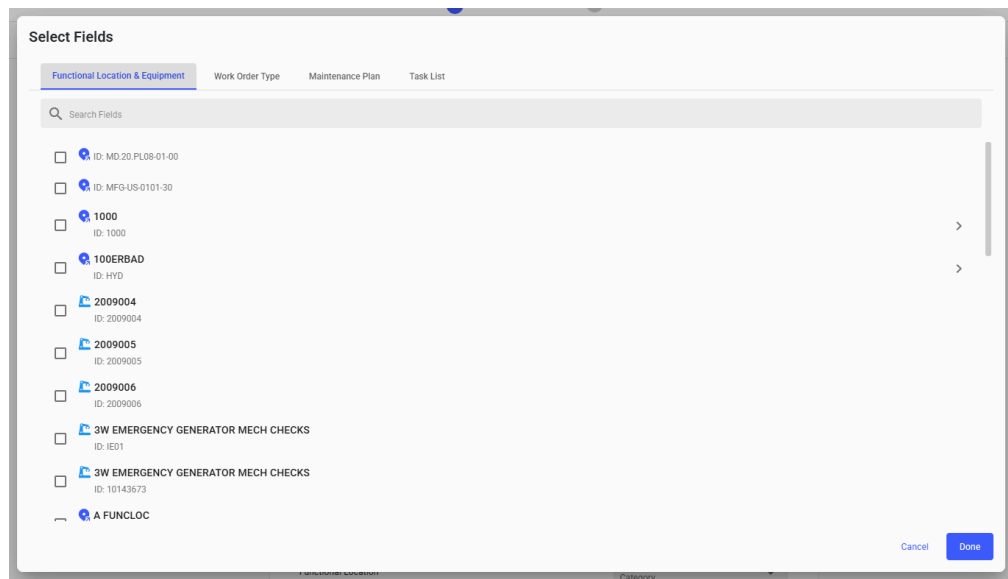 Select Fields
Functional Location & Equipment
Work Order Type
Maintenance Plan
Task List
Search Fields
ID: MD.20.PL08-01-00
ID: MFG-US-0101-30
1000
ID: 1000
100ERBAD
ID: HYD
2009004
ID: 2009004
2009005
ID: 2009005
2009006
ID: 2009006
3W EMERGENCY GENERATOR MECH CHECKS
ID: IE01
3W EMERGENCY GENERATOR MECH CHECKS
ID: 10143673
A FUNCLOC
Cancel
Done
Functional Location
Category